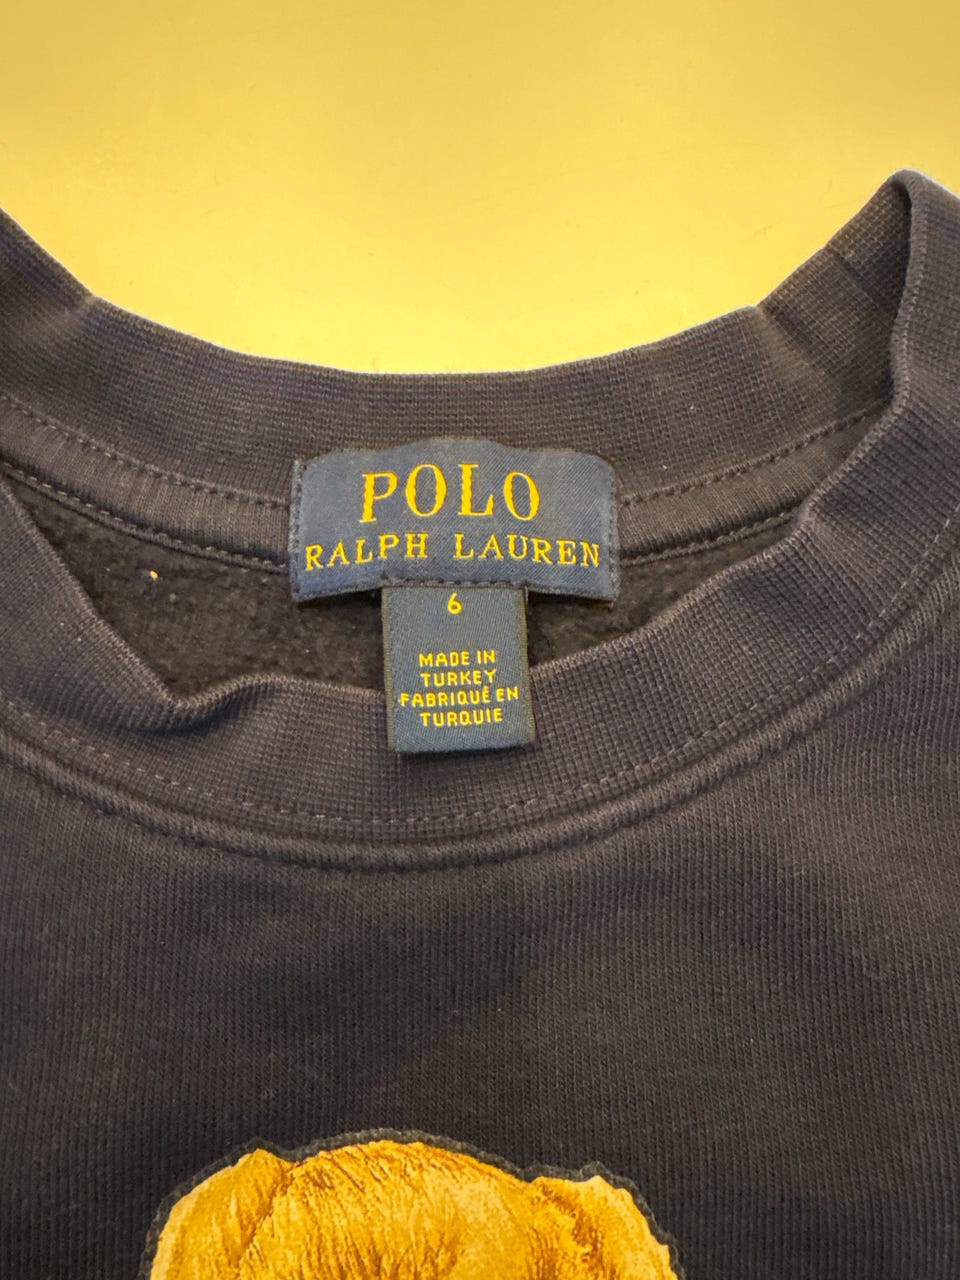 POLO
RALPH LAUREN
6
MADE IN
TURKEY
FABRIQUÉ EN
TURQUIE